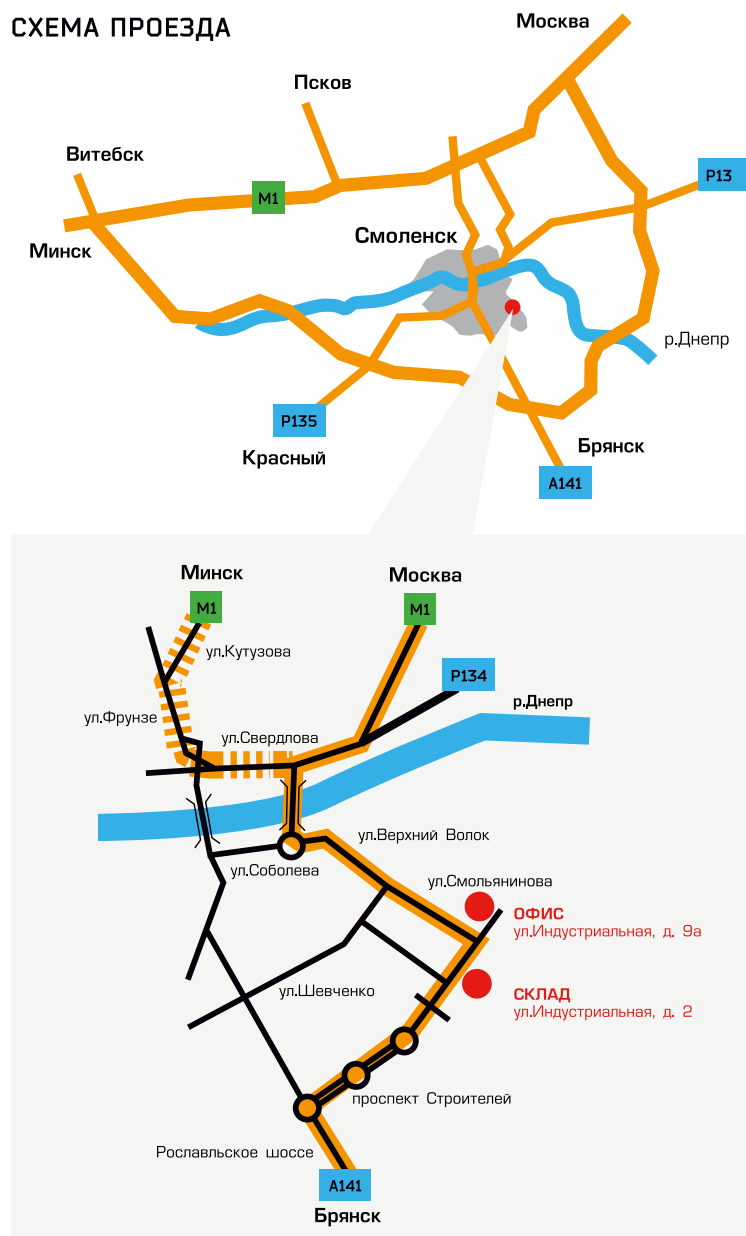 СХЕМА ПРОЕЗДА
Москва
Псков
Витебск
P13
M1
Смоленск
Минск
р.Днепр
P135
Красный
Брянск
A141
Минск
Москва
M1
M1
ул.Кутузова
P134
р.Днепр
ул.Фрунзе
ул.Свердлова
ул.Верхний Волок
ул.Соболева
ул.Смольянинова
ОФИС
ул.Индустриальная, д. 9а
ул.Шевченко
СКЛАД
ул.Индустриальная, д. 2
проспект Строителей
Рославльское шоссе
A141
Брянск